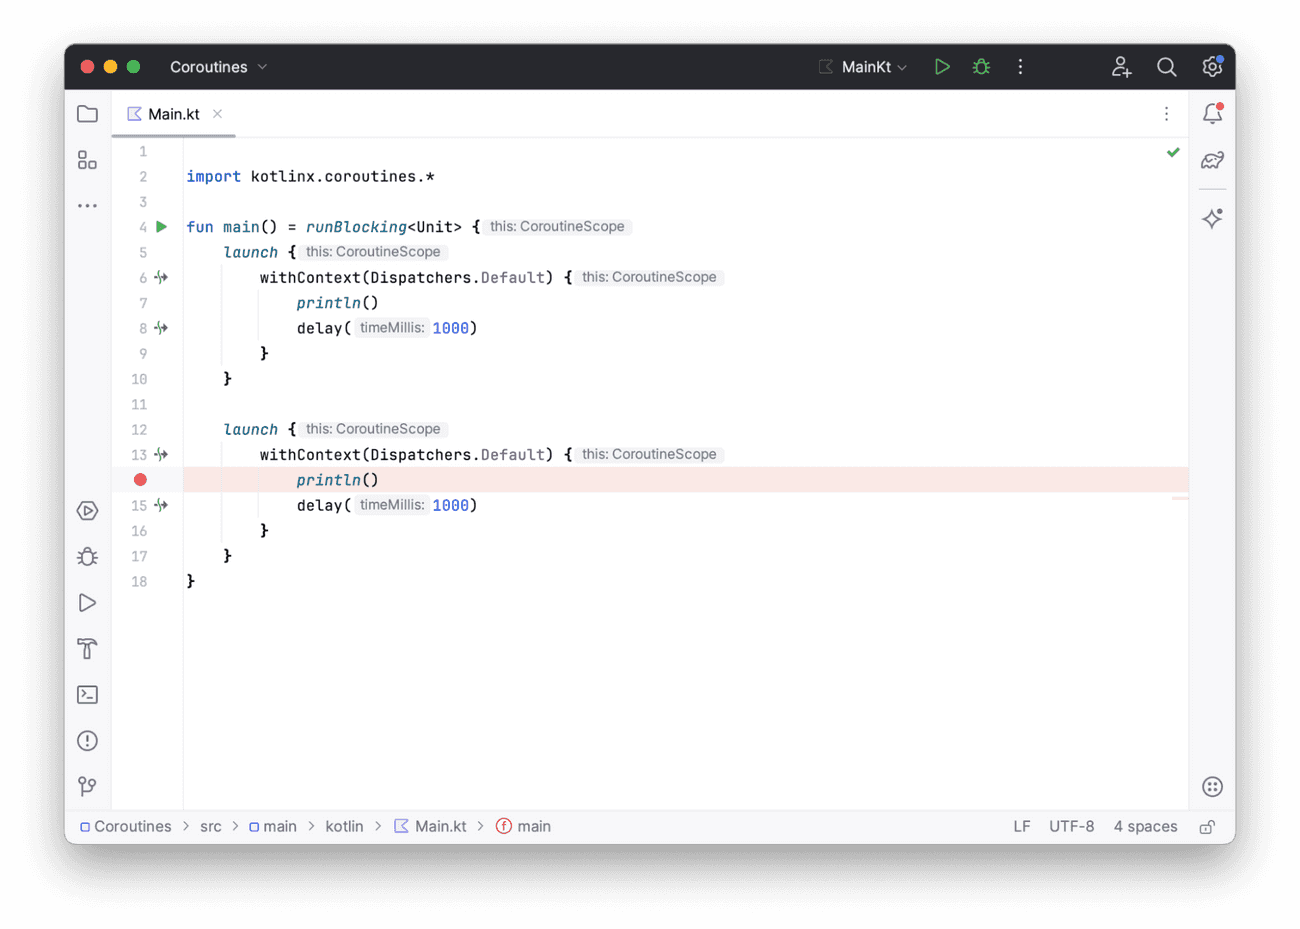 Coroutines MainKt
Main.kt
1
2 import kotlinx.coroutines.*
3
4 fun main() = runBlocking<Unit> { this: CoroutineScope
5 launch { this: CoroutineScope
6 withContext(Dispatchers.Default) { this: CoroutineScope
7 println()
8 delay( timeMillis: 1000)
9 }
10 }
11
12 launch { this: CoroutineScope
13 withContext(Dispatchers.Default) { this: CoroutineScope
println()
15 delay( timeMillis: 1000)
16 }
17 }
18 }
Coroutines > src > main > kotlin > Main.kt > f main LF UTF-8 4 spaces